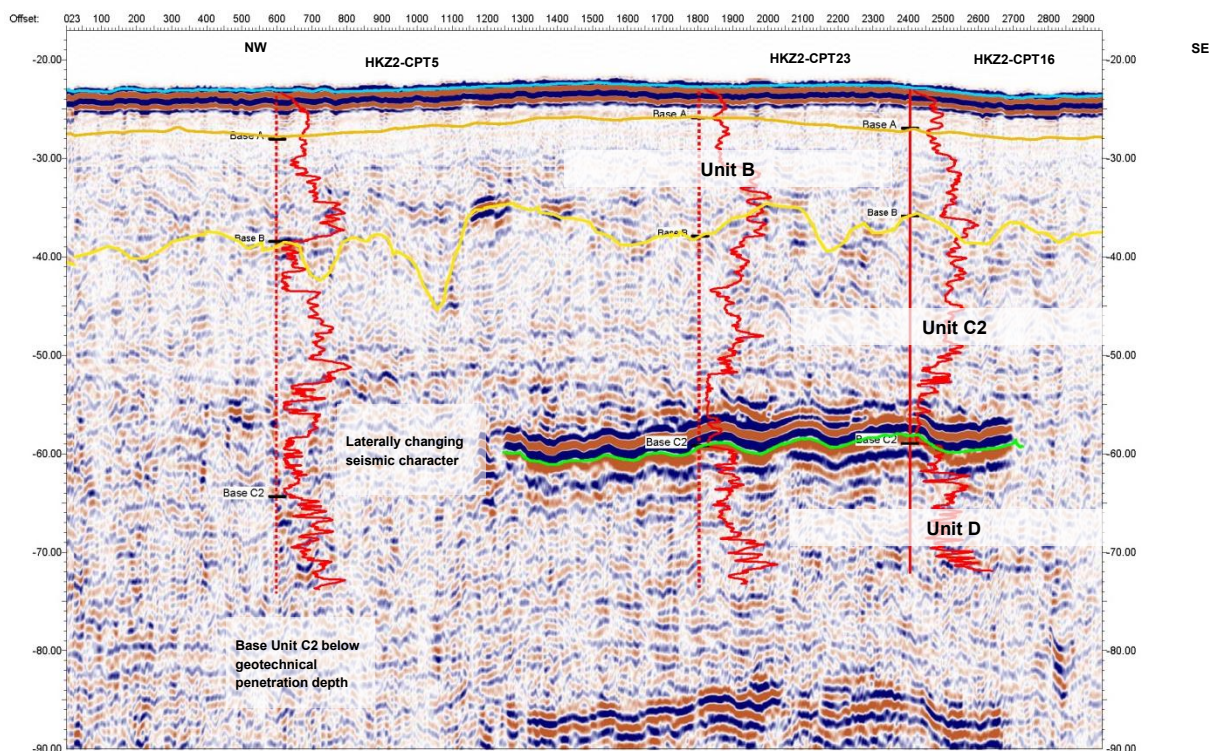 Offset: 023 100 200 300 400 500 600 700 800 900 1000 1100 1200 1300 1400 1500 1600 1700 1800 1900 2000 2100 2200 2300 2400 2500 2600 2700 2800 2900
NW SE
HKZ2-CPT5 HKZ2-CPT23 HKZ2-CPT16
-20.00 -20.00
Base A
Base A
Base A
-30.00 -30.00
Unit B
Base B
Base B
Base B
-40.00 -40.00
Unit C2
-50.00 -50.00
Laterally changing
seismic character
Base C2
Base C2
-60.00 -60.00
Base C2
Unit D
-70.00 -70.00
Base Unit C2 below
geotechnical
penetration depth
-80.00 -80.00
-90.00 -90.00